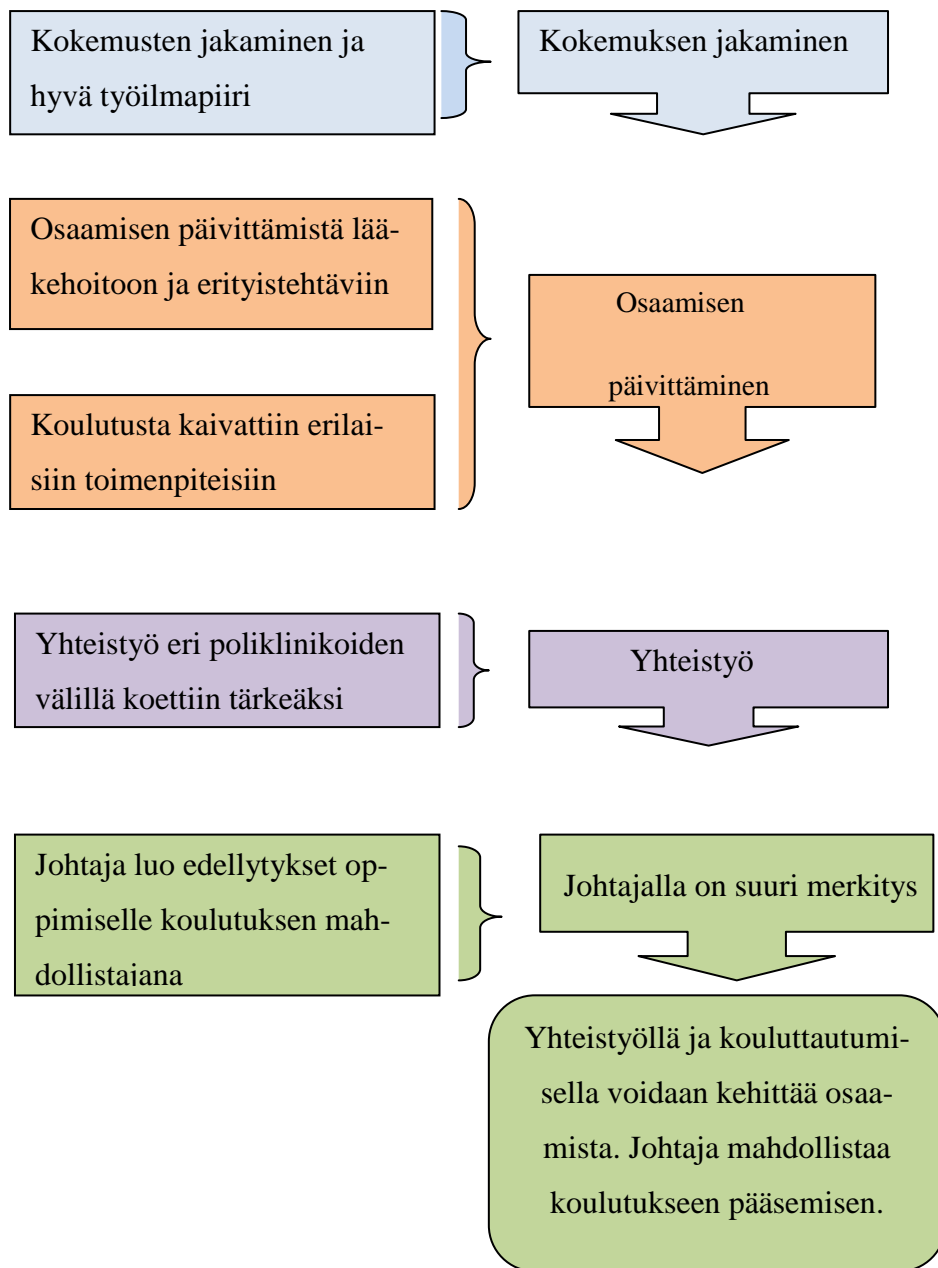 Kokemusten jakaminen ja
hyvä työilmapiiri
Kokemuksen jakaminen
Osaamisen päivittämistä lää-
kehoitoon ja erityistehtäviin
Koulutusta kaivattiin erilai-
siin toimenpiteisiin
Osaamisen
päivittäminen
Yhteistyö eri poliklinikoiden
välillä koettiin tärkeäksi
Yhteistyö
Johtaja luo edellytykset op-
pimiselle koulutuksen mah-
dollistajana
Johtajalla on suuri merkitys
Yhteistyöllä ja kouluttautumi-
sella voidaan kehittää osaa-
mista. Johtaja mahdollistaa
koulutukseen pääsemisen.